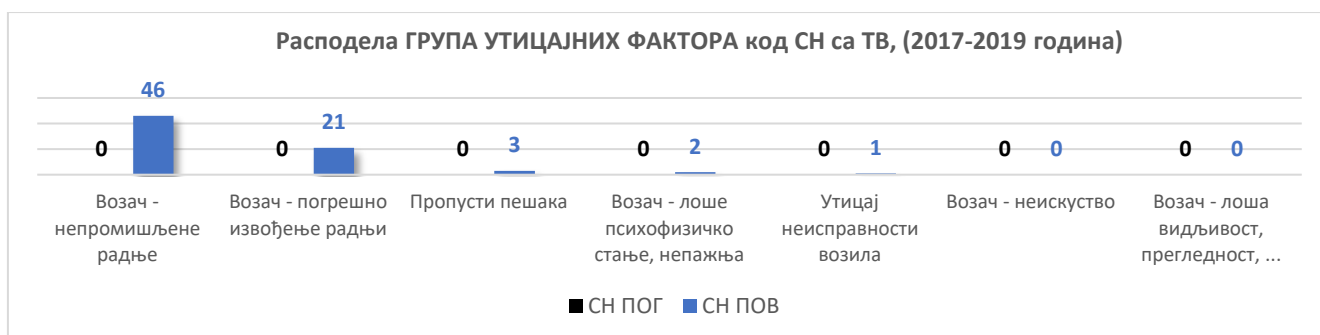 Расподела ГРУПА УТИЦАЈНИХ ФАКТОРА код СН са ТВ, (2017-2019 година)
46
21
0 0 0 3 0 2 0 1 0 0 0 0
Возач -
непромишљене
радње
Возач - погрешно
извођење радњи
Пропусти пешака
Возач - лоше
психофизичко
стање, непажња
Утицај
неисправности
возила
Возач - неискуство
Возач - лоша
видљивост,
прегледност, ...
СН ПОГ СН ПОВ